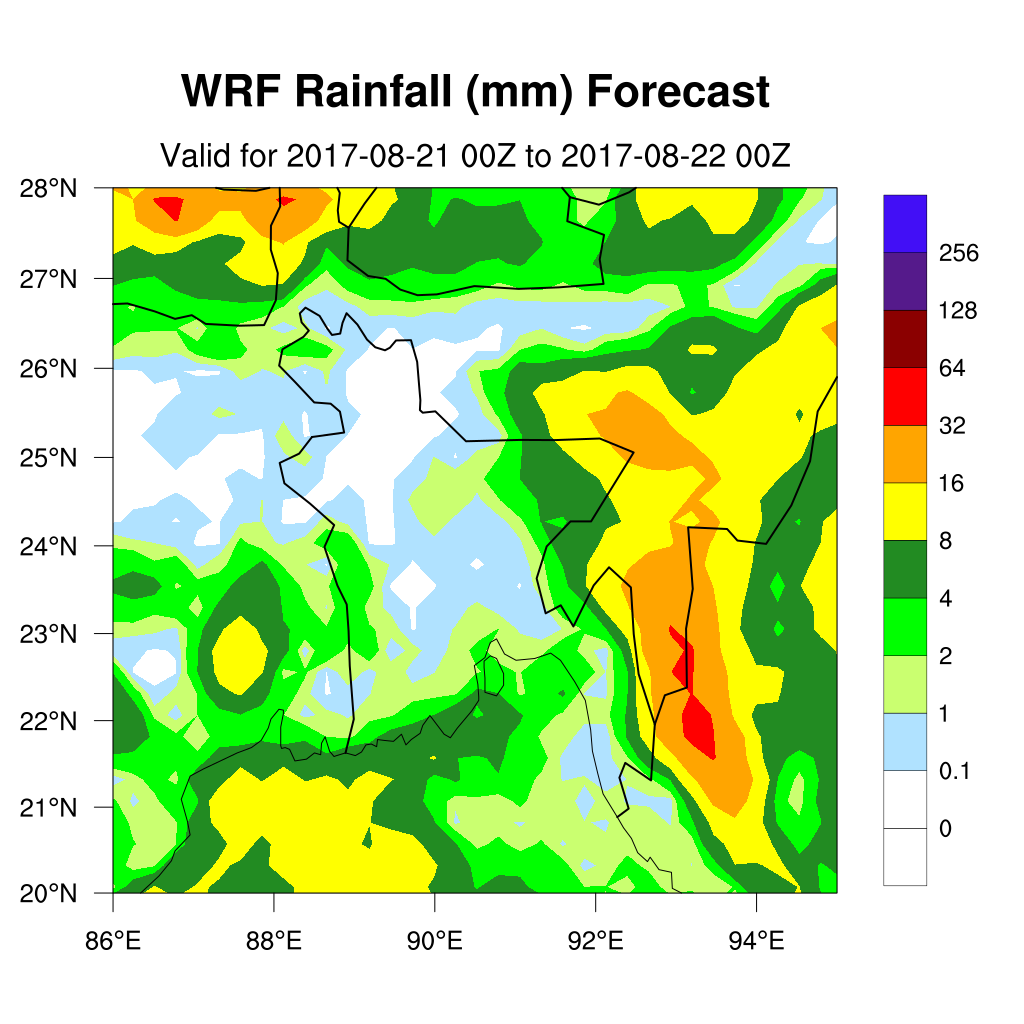 WRF Rainfall (mm) Forecast
Valid for 2017-08-21 00Z to 2017-08-22 00Z
28°N
27°N
26°N
25°N
24°N
23°N
22°N
21°N
20°N
86°E
88°E
90°E
92°E
94°E
256
128
64
32
16
8
4
2
1
0.1
0